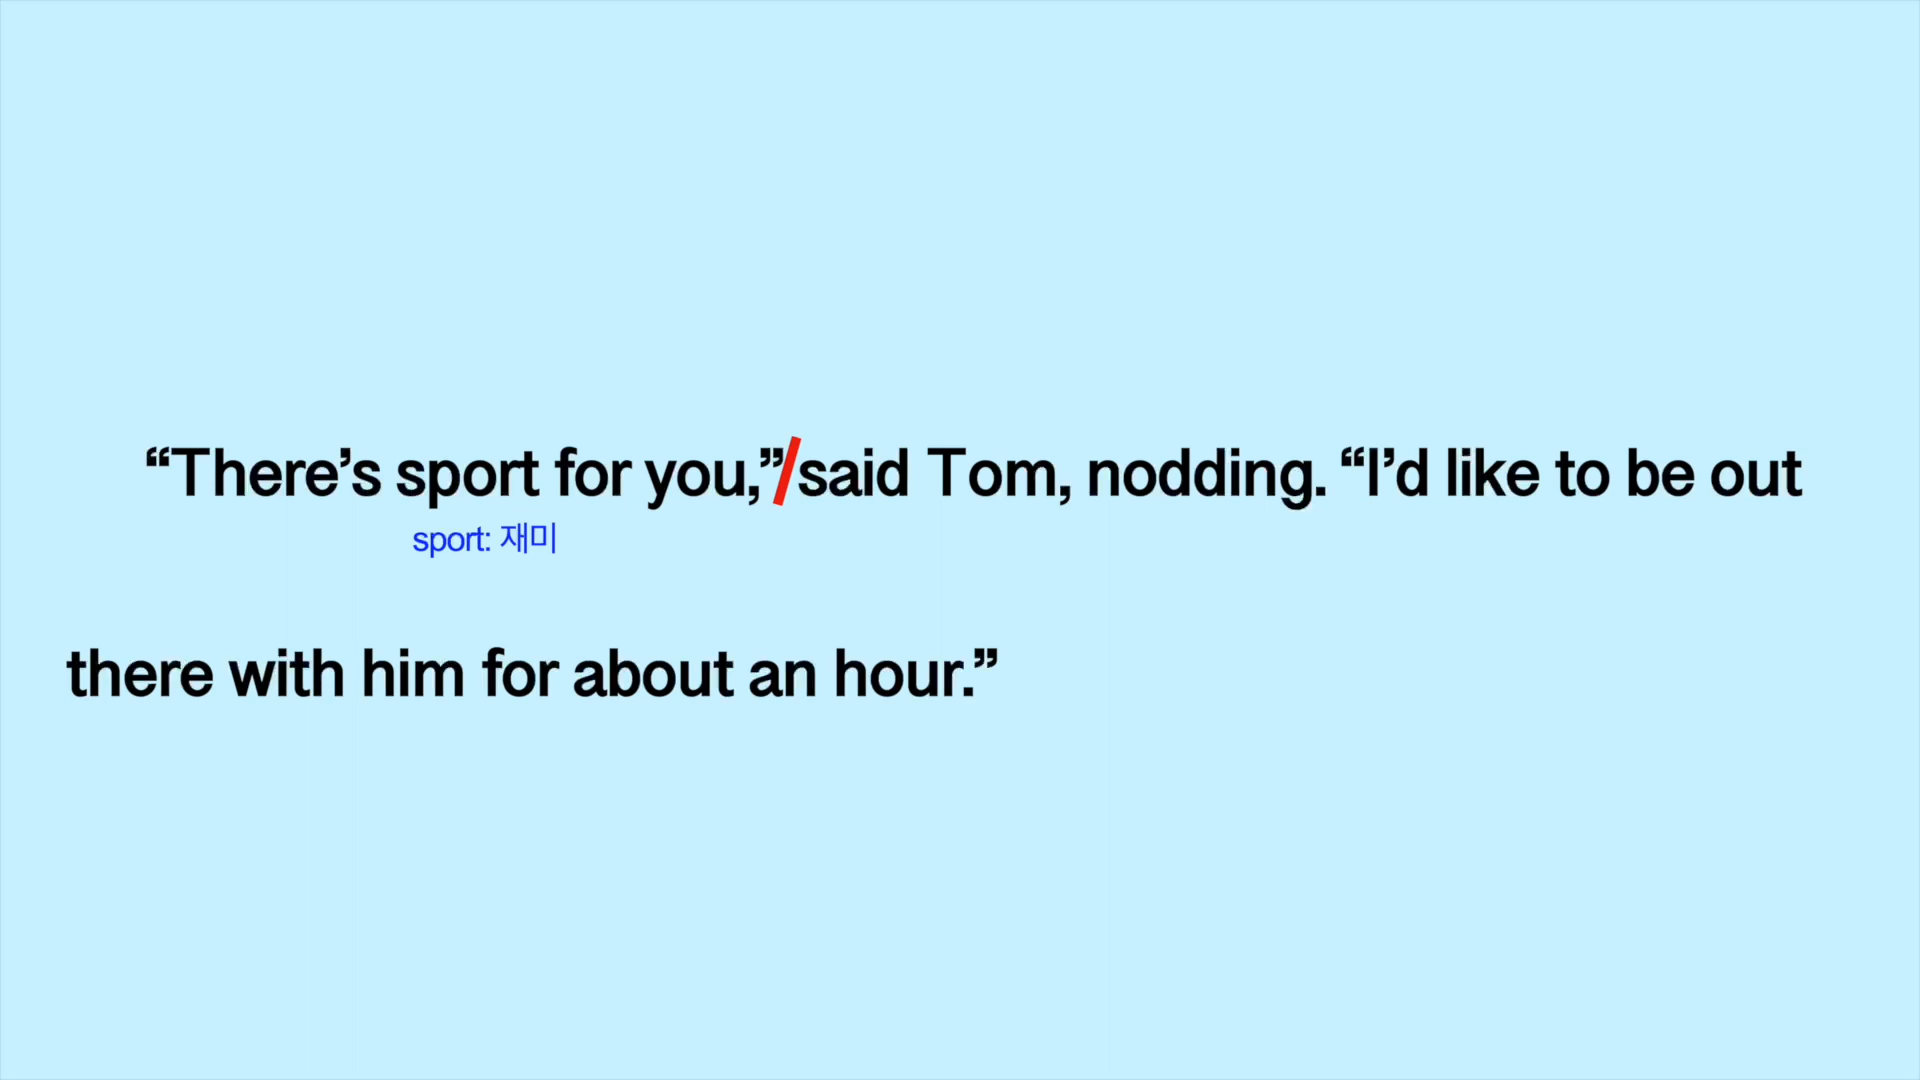 “There’s sport for you,”/said Tom, nodding. “I’d like to be out
sport: 재미
there with him for about an hour.”